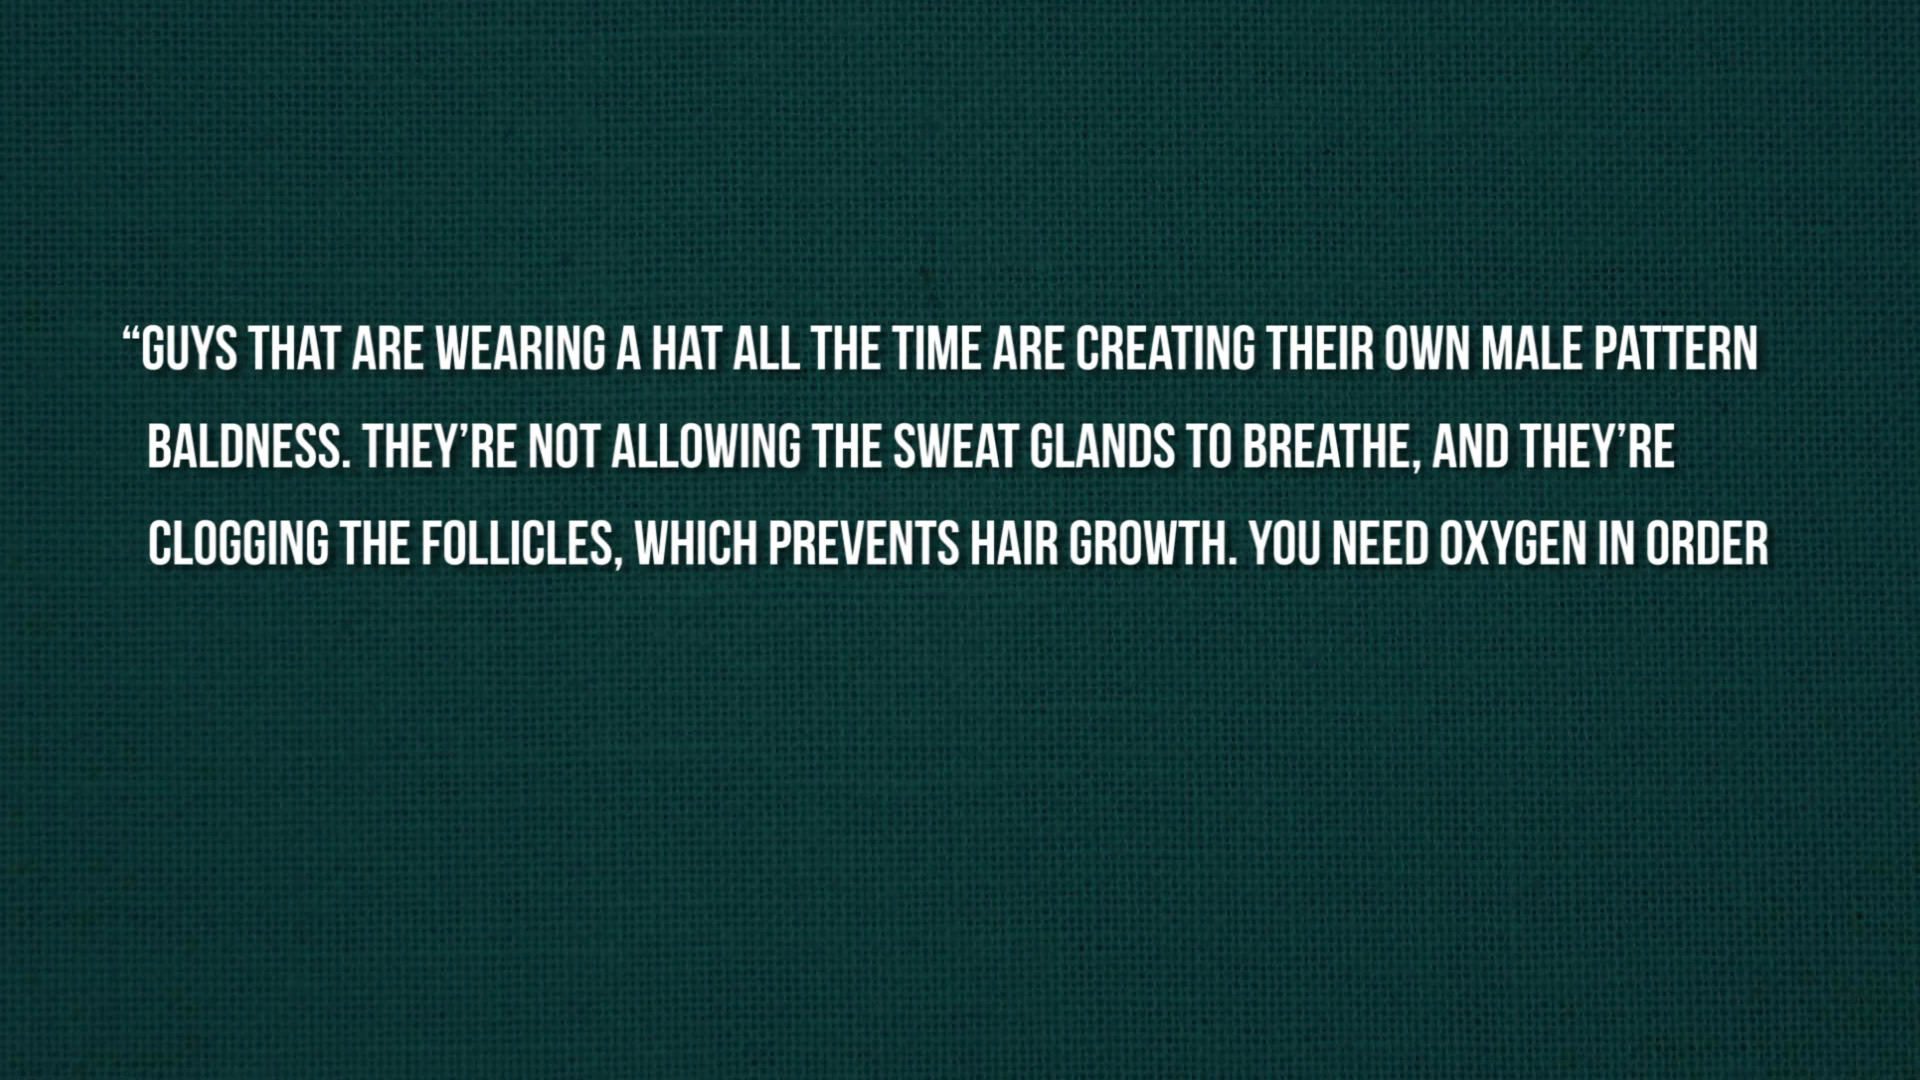 “GUYS THAT ARE WEARING A HAT ALL THE TIME ARE CREATING THEIR OWN MALE PATTERN
BALDNESS. THEY’RE NOT ALLOWING THE SWEAT GLANDS TO BREATHE, AND THEY’RE
CLOGGING THE FOLLICLES, WHICH PREVENTS HAIR GROWTH. YOU NEED OXYGEN IN ORDER